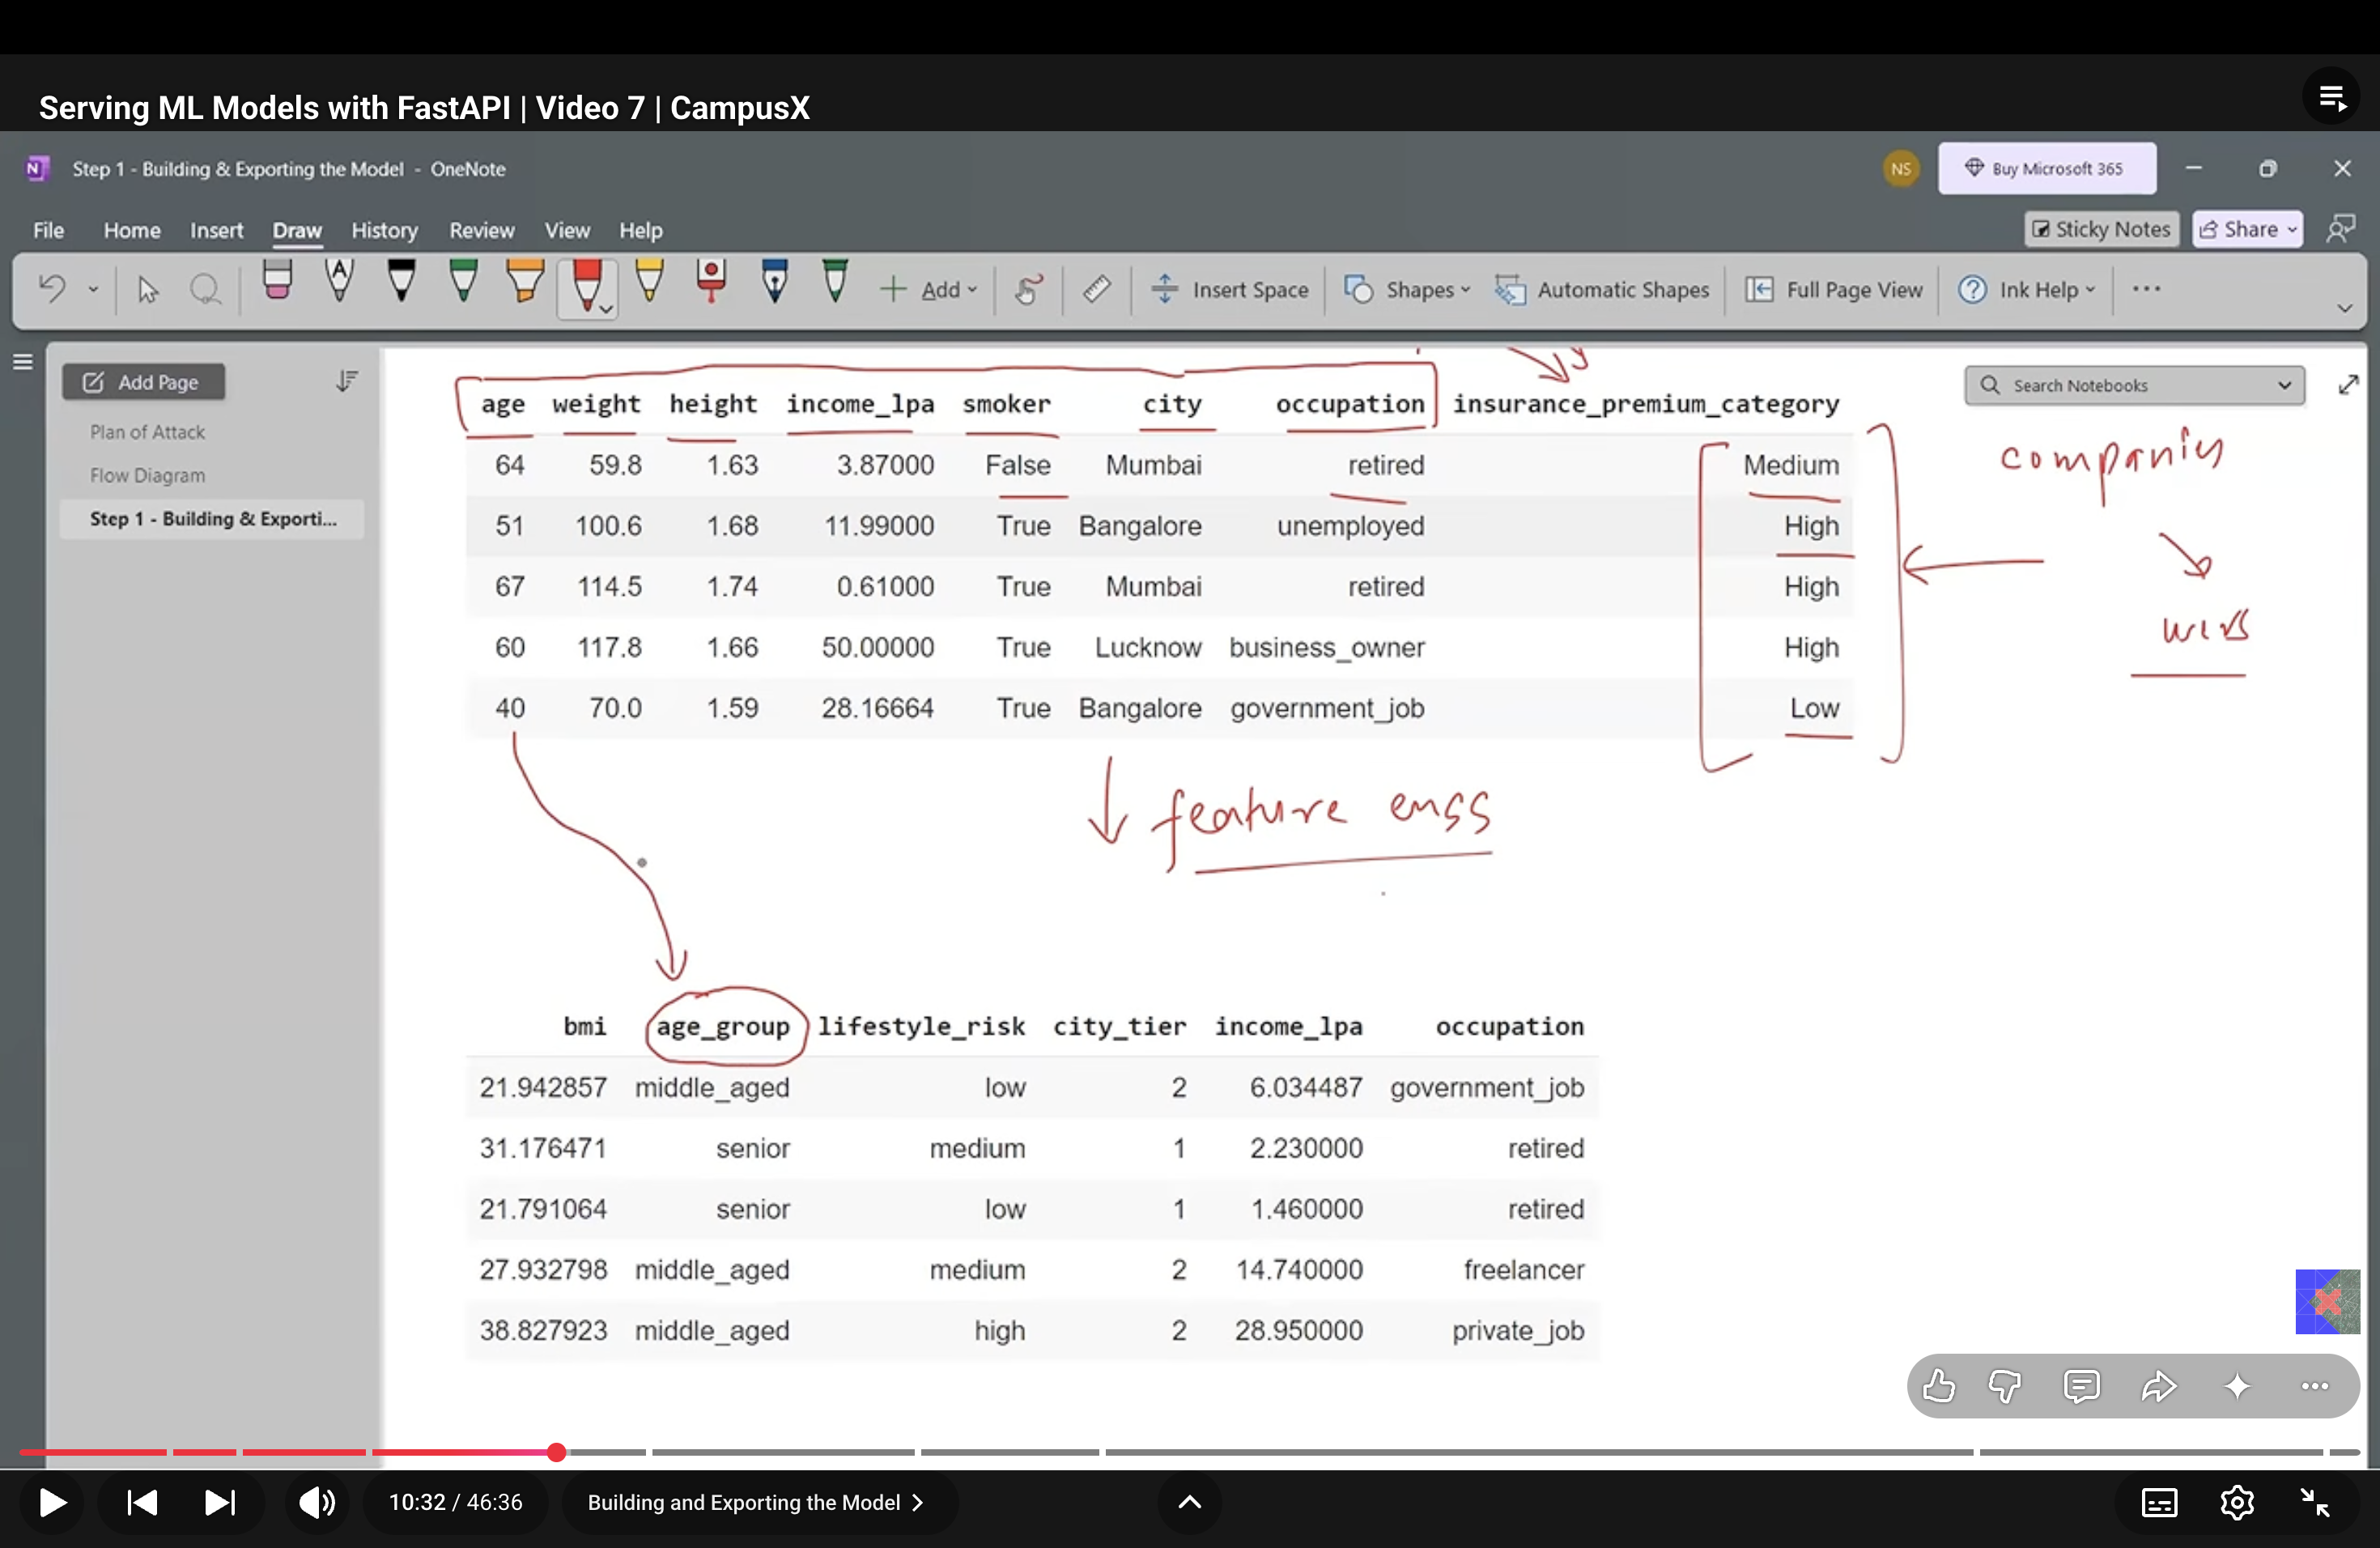 Serving ML Models with FastAPI | Video 7 | CampusX
Step 1 - Building & Exporting the Model - OneNote
NS
Buy Microsoft 365
File Home Insert Draw History Review View Help
Sticky Notes
Share
Add
Insert Space
Shapes
Automatic Shapes
Full Page View
Ink Help
Add Page
Plan of Attack
Flow Diagram
Step 1 - Building & Exporti...
Search Notebooks
age weight height income_lpa smoker city occupation insurance_premium_category
64 59.8 1.63 3.87000 False Mumbai retired Medium
51 100.6 1.68 11.99000 True Bangalore unemployed High
67 114.5 1.74 0.61000 True Mumbai retired High
60 117.8 1.66 50.00000 True Lucknow business_owner High
40 70.0 1.59 28.16664 True Bangalore government_job Low
companies
feature engg
bmi age_group lifestyle_risk city_tier income_lpa occupation
21.942857 middle_aged low 2 6.034487 government_job
31.176471 senior medium 1 2.230000 retired
21.791064 senior low 1 1.460000 retired
27.932798 middle_aged medium 2 14.740000 freelancer
38.827923 middle_aged high 2 28.950000 private_job
10:32 / 46:36
Building and Exporting the Model